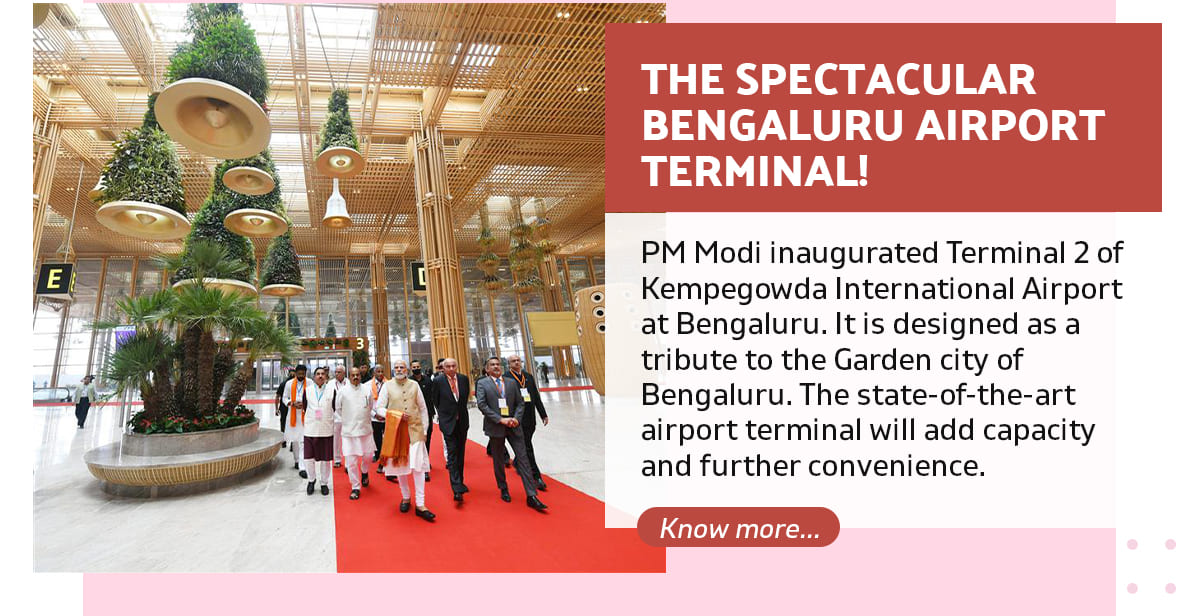 THE SPECTACULAR
BENGALURU AIRPORT
TERMINAL!
PM Modi inaugurated Terminal 2 of
Kempegowda International Airport
at Bengaluru. It is designed as a
tribute to the Garden city of
Bengaluru. The state-of-the-art
airport terminal will add capacity
and further convenience.
Know more...
E
D
3